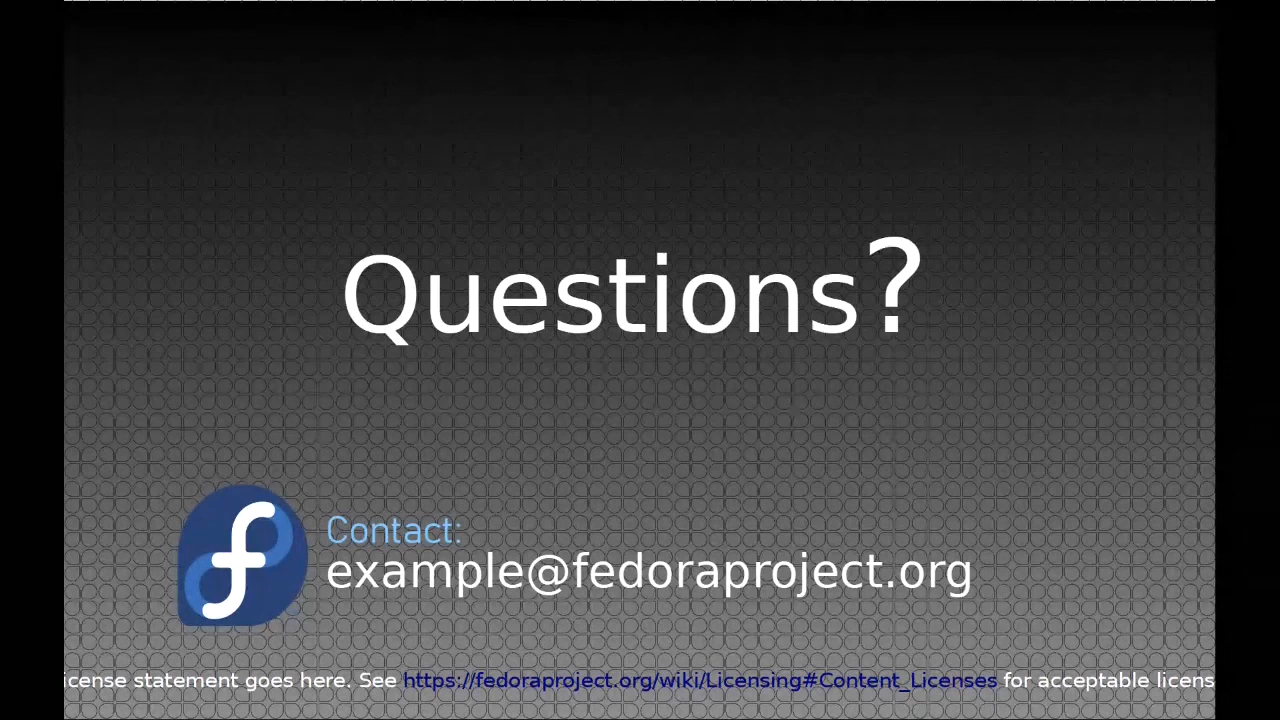 Questions?
Contact:
example@fedoraproject.org
icense statement goes here. See https://fedoraproject.org/wiki/Licensing#Content_Licenses for acceptable licens